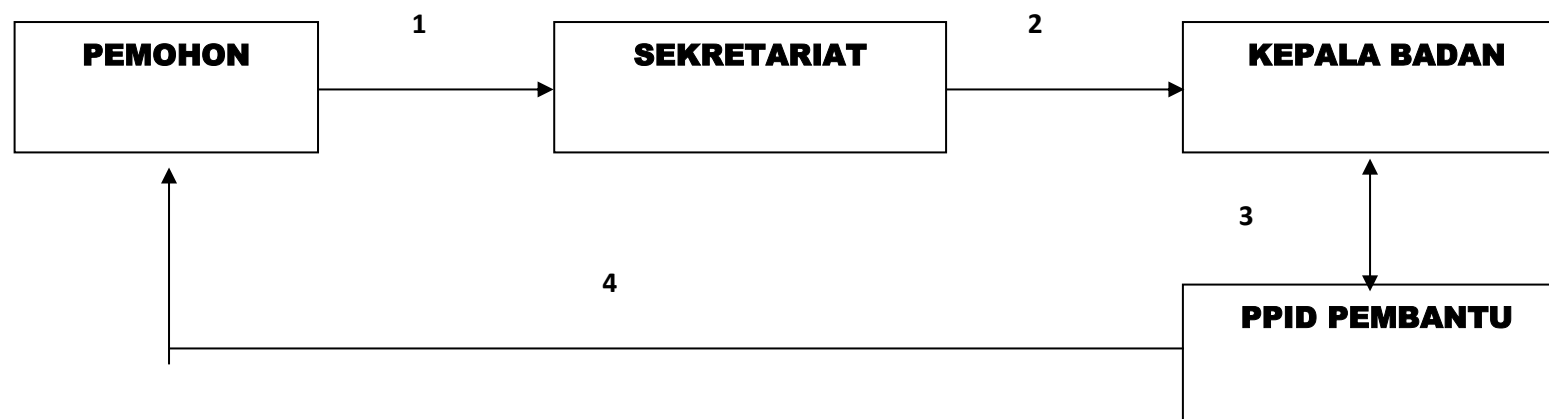 1
2
PEMOHON
SEKRETARIAT
KEPALA BADAN
3
4
PPID PEMBANTU